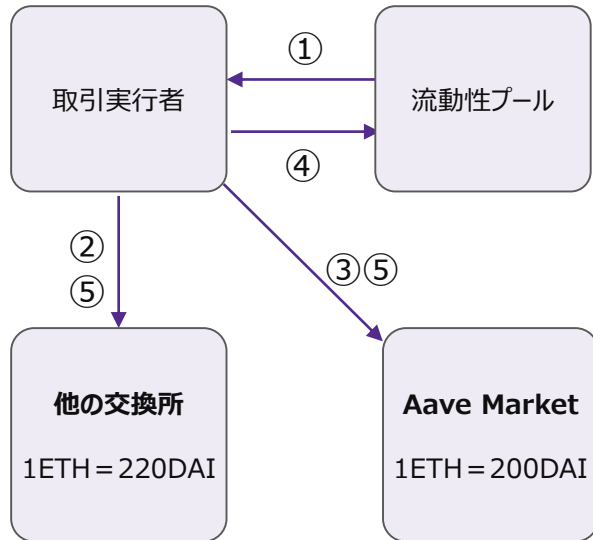 ①
取引実行者
流動性プール
④
②
⑤
③⑤
他の交換所
1ETH=220DAI
Aave Market
1ETH=200DAI